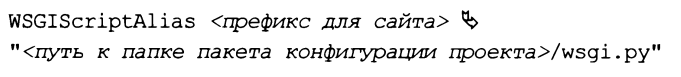 WSGIScriptAlias <префикс для сайта> ⮷
"<путь к папке пакета конфигурации проекта>/wsgi.py"